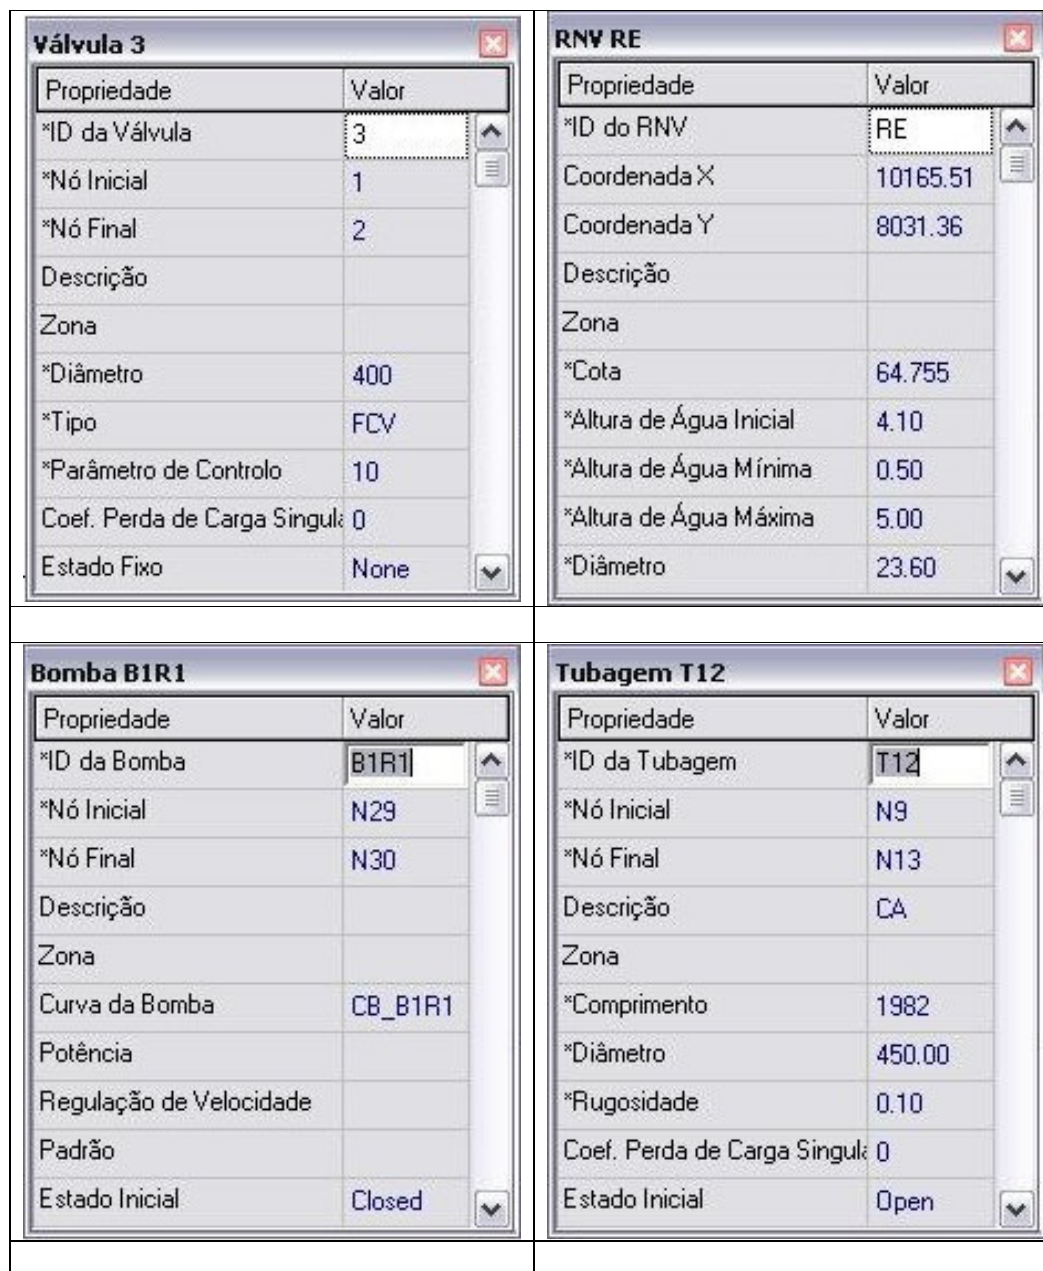 Válvula 3
Propriedade Valor
*ID da Válvula 3
*Nó Inicial 1
*Nó Final 2
Descrição
Zona
*Diâmetro 400
*Tipo FCV
*Parâmetro de Controlo 10
Coef. Perda de Carga Singula 0
Estado Fixo None
RNV RE
Propriedade Valor
*ID do RNV RE
Coordenada X 10165.51
Coordenada Y 8031.36
Descrição
Zona
*Cota 64.755
*Altura de Água Inicial 4.10
*Altura de Água Mínima 0.50
*Altura de Água Máxima 5.00
*Diâmetro 23.60
Bomba B1R1
Propriedade Valor
*ID da Bomba B1R1
*Nó Inicial N29
*Nó Final N30
Descrição
Zona
Curva da Bomba CB_B1R1
Potência
Regulação de Velocidade
Padrão
Estado Inicial Closed
Tubagem T12
Propriedade Valor
*ID da Tubagem T12
*Nó Inicial N9
*Nó Final N13
Descrição CA
Zona
*Comprimento 1982
*Diâmetro 450.00
*Rugosidade 0.10
Coef. Perda de Carga Singula 0
Estado Inicial Open